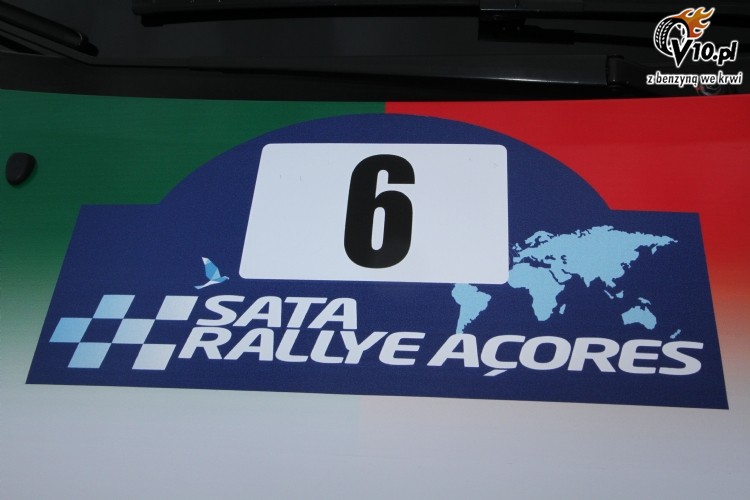 V10.pl
z benzyną we krwi
6
SATA
RALLYE AÇORES